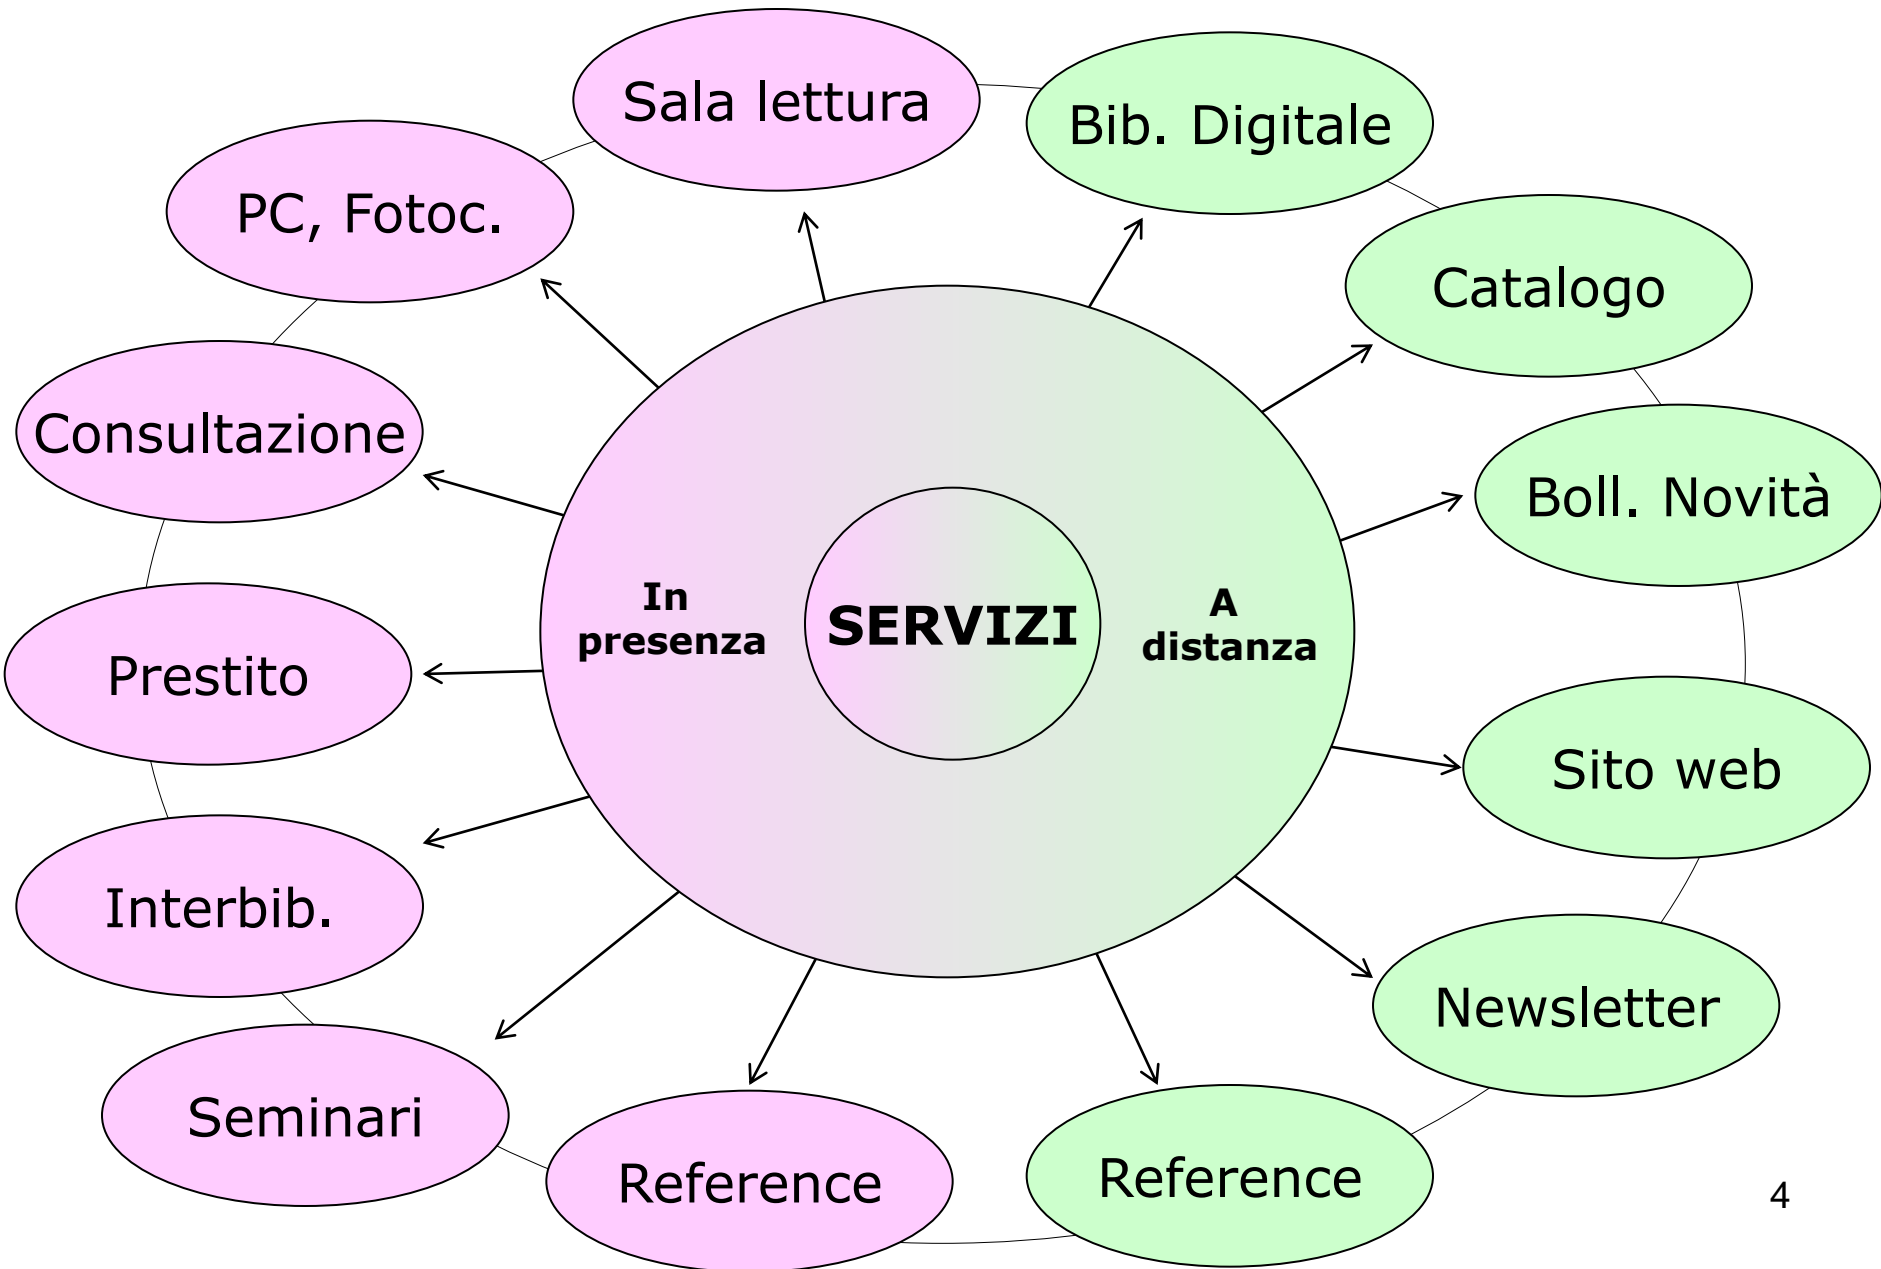 Sala lettura
Bib. Digitale
PC, Fotoc.
Catalogo
Consultazione
Boll. Novità
In
presenza
SERVIZI
A
distanza
Prestito
Sito web
Interbib.
Newsletter
Seminari
Reference
Reference
4